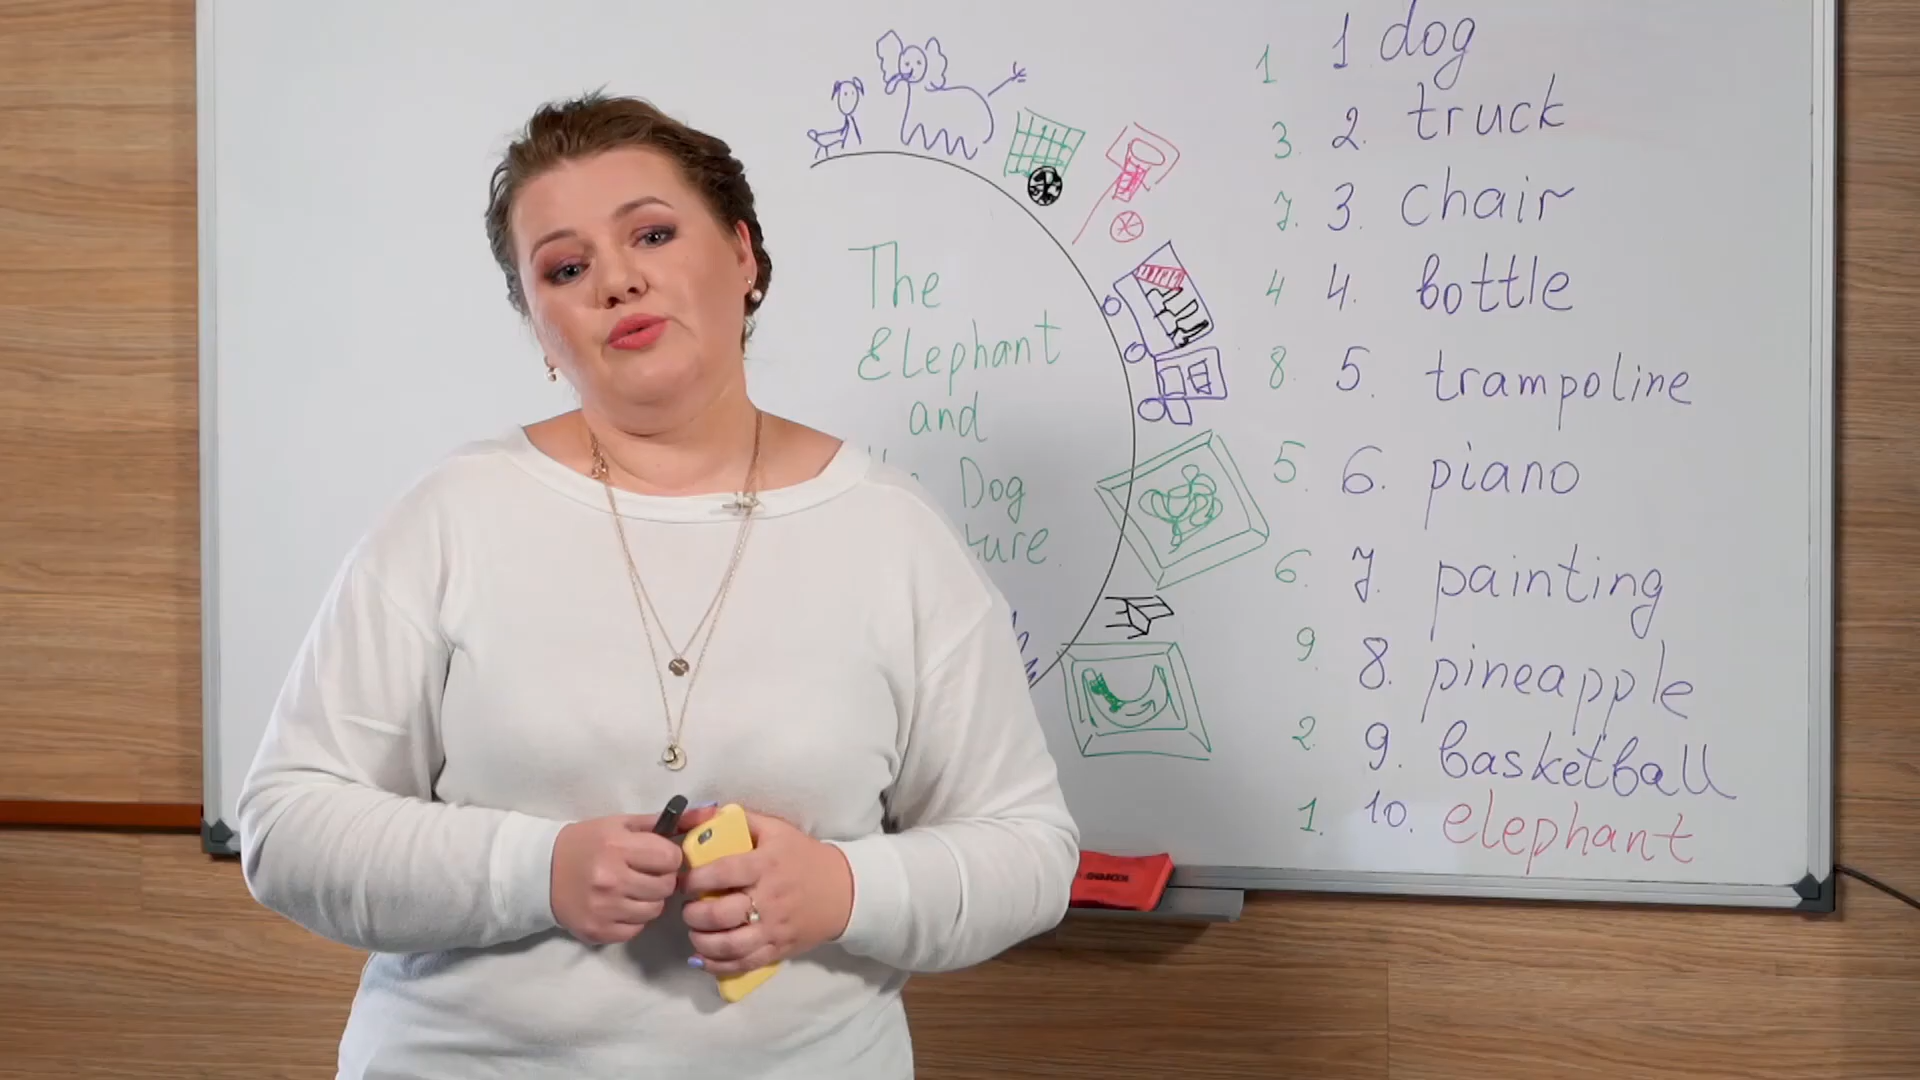 The
Elephant
and
Dog
1 1 dog
3. 2. truck
7. 3. chair
4 4. bottle
8. 5. trampoline
5. 6. piano
6. 7. painting
9. 8. pineapple
2. 9. basketball
1. 10. elephant